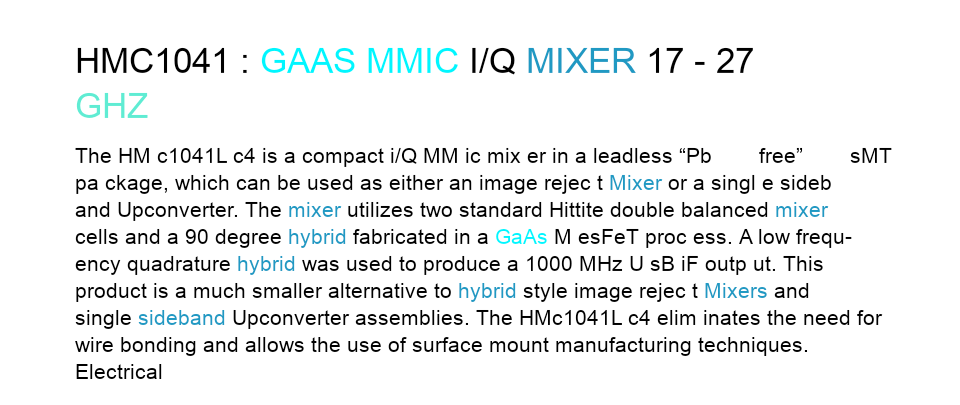 HMC1041 : GAAS MMIC I/Q MIXER 17 - 27
GHZ
The HM c1041L c4 is a compact i/Q MM ic mix er in a leadless “Pb free” sMT
pa ckage, which can be used as either an image rejec t Mixer or a singl e sideb
and Upconverter. The mixer utilizes two standard Hittite double balanced mixer
cells and a 90 degree hybrid fabricated in a GaAs M esFeT proc ess. A low frequ-
ency quadrature hybrid was used to produce a 1000 MHz U sB iF outp ut. This
product is a much smaller alternative to hybrid style image rejec t Mixers and
single sideband Upconverter assemblies. The HMc1041L c4 elim inates the need for
wire bonding and allows the use of surface mount manufacturing techniques.
Electrical